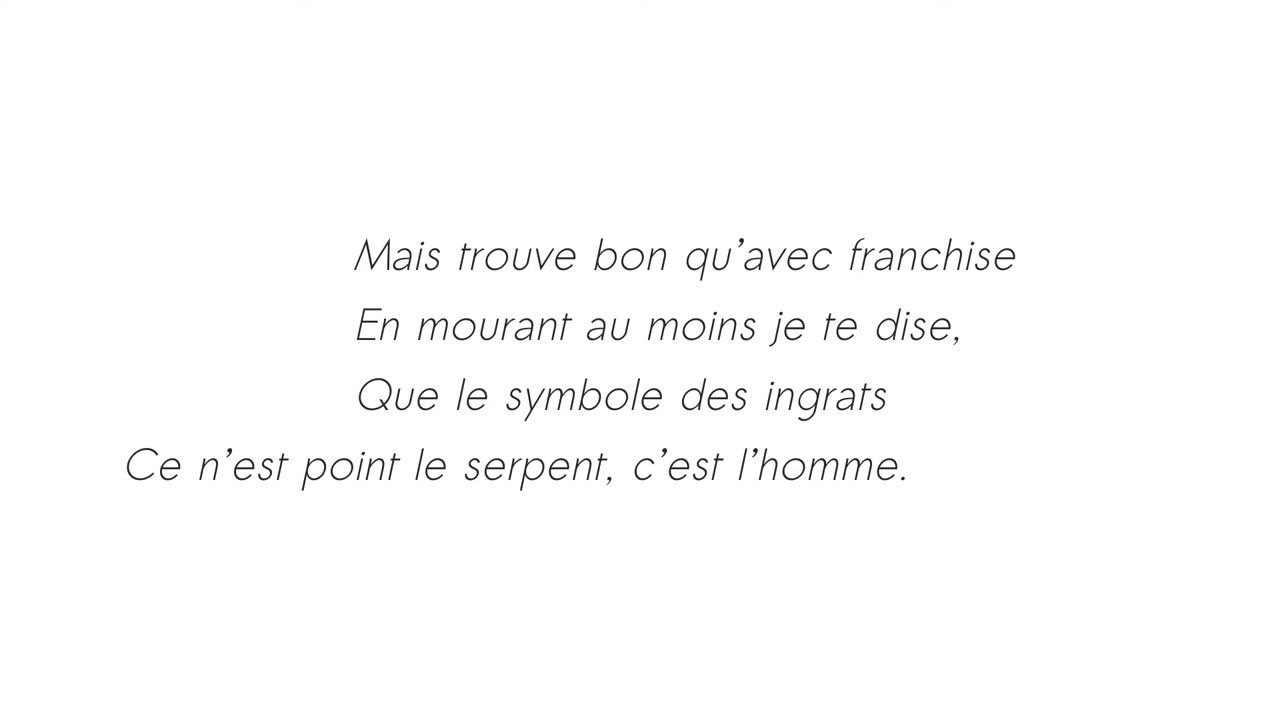 Mais trouve bon qu’avec franchise
En mourant au moins je te dise,
Que le symbole des ingrats
Ce n’est point le serpent, c’est l’homme.